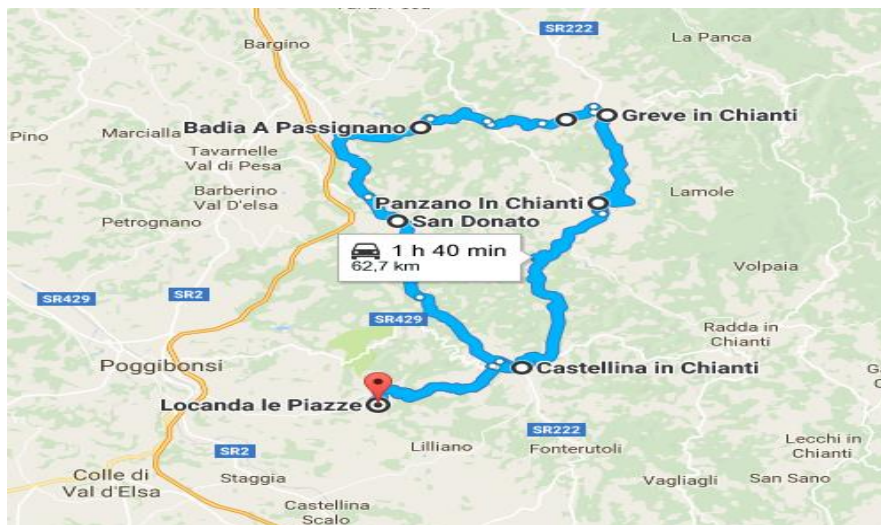 Val di Pesa
SR222
La Panca
Bargino
Greve in Chianti
Badia A Passignano
Pino
Marcialla
Tavarnelle
Val di Pesa
Barberino
Val D'elsa
Panzano In Chianti
Lamole
Petrognano
San Donato
1 h 40 min
62,7 km
Volpaia
SR429
SR2
SR429
Radda in
Chianti
Poggibonsi
Castellina in Chianti
Locanda le Piazze
SR222
SR2
Lilliano
Fonterutoli
Lecchi in
Chianti
Colle di
Val d'Elsa
Staggia
Vagliagli
San Sano
Castellina
Scalo